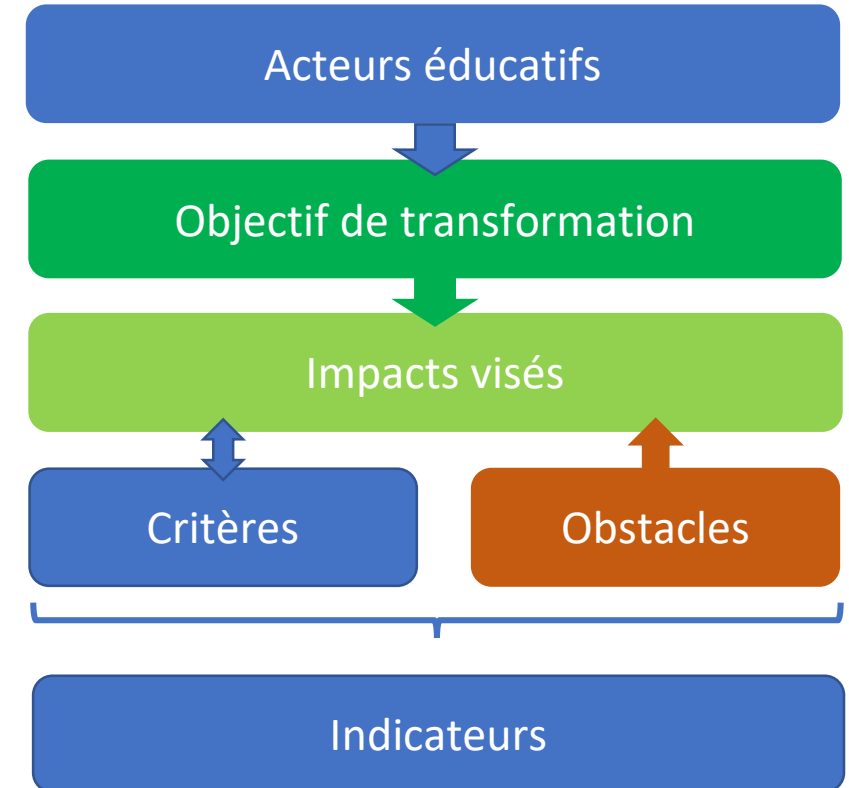 Acteurs éducatifs
Objectif de transformation
Impacts visés
Critères
Obstacles
Indicateurs